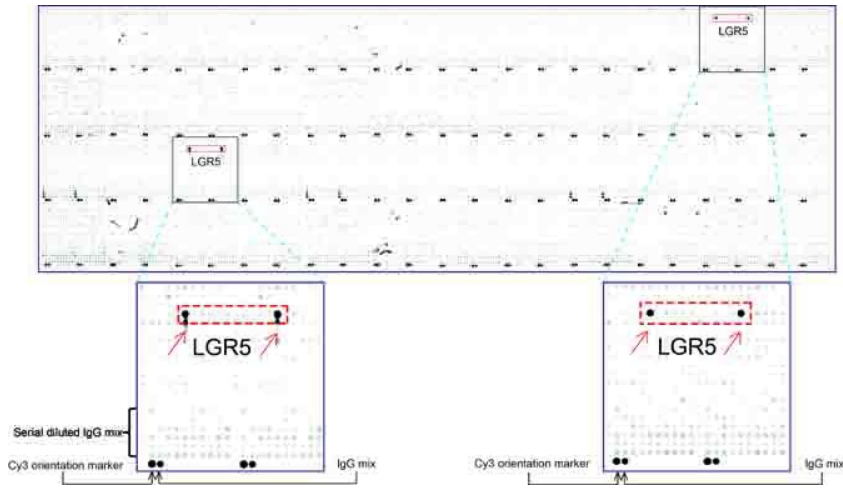 LGR5
LGR5
LGR5
LGR5
Serial diluted IgG mix
Cy3 orientation marker
IgG mix
Cy3 orientation marker
IgG mix